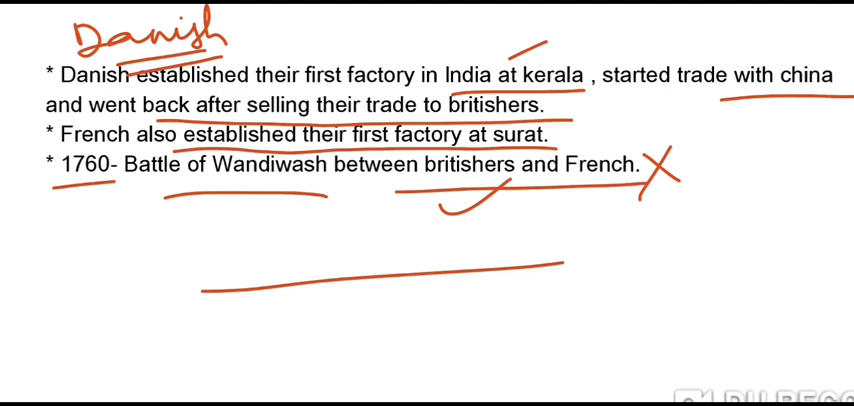 Danish
* Danish established their first factory in India at kerala , started trade with china
and went back after selling their trade to britishers.
* French also established their first factory at surat.
* 1760- Battle of Wandiwash between britishers and French.